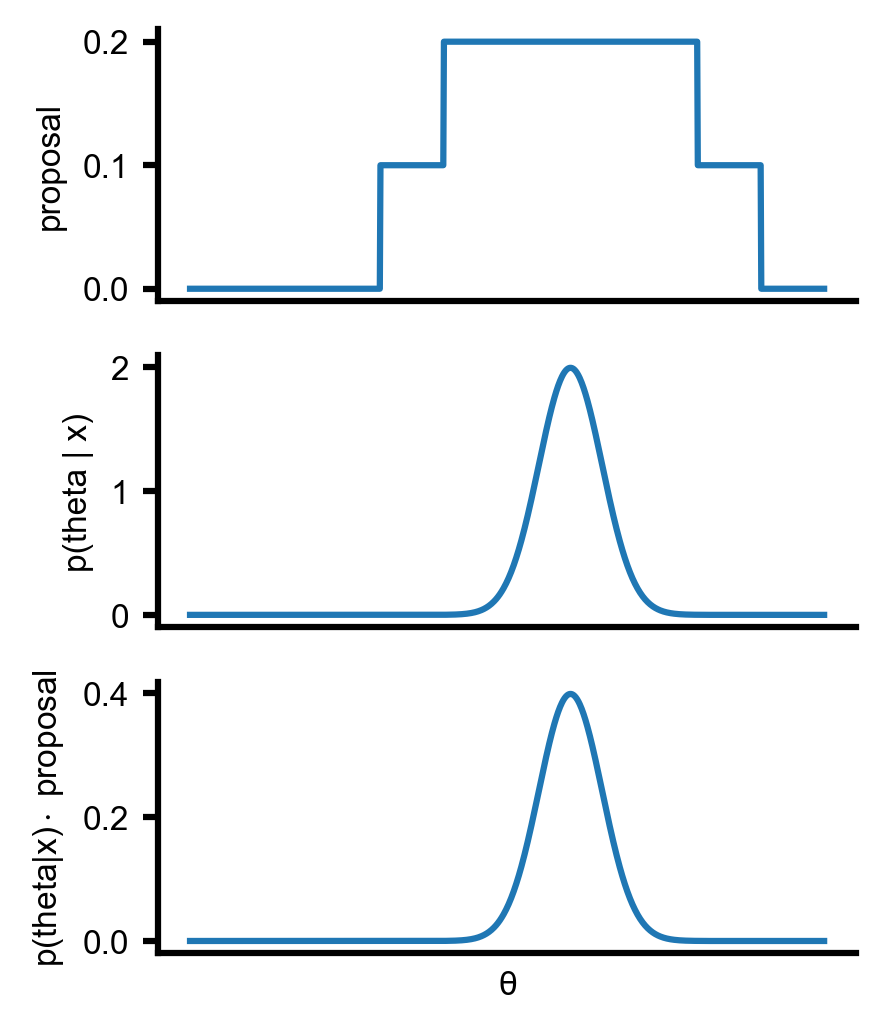 proposal
0.2
0.1
0.0
p(theta | x)
2
1
0
p(theta|x)· proposal
0.4
0.2
0.0
θ